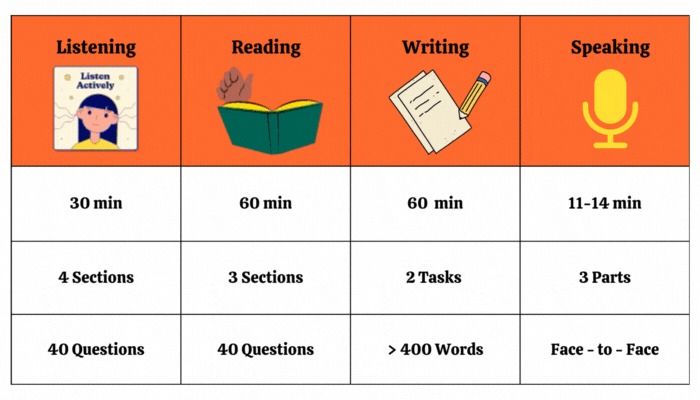 Listening
Reading
Writing
Speaking
Listen
Actively
30 min
60 min
60 min
11-14 min
4 Sections
3 Sections
2 Tasks
3 Parts
40 Questions
40 Questions
> 400 Words
Face - to - Face